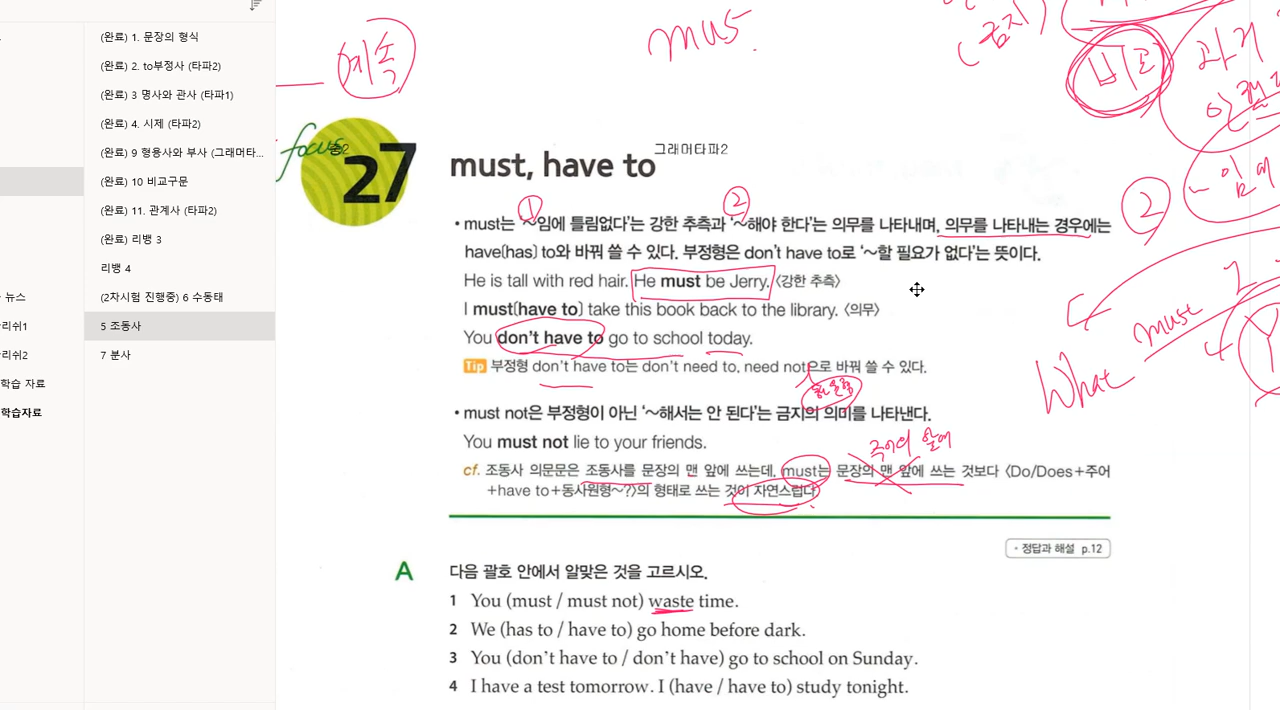 (완료) 1. 문장의 형식
(완료) 2. to부정사 (타파2)
(완료) 3 명사와 관사 (타파1)
(완료) 4. 시제 (타파2)
(완료) 9 형용사와 부사 (그래머타...
(완료) 10 비교구문
(완료) 11. 관계사 (타파2)
(완료) 리뱅 3
리뱅 4
(2차시험 진행중) 6 수동태
5 조동사
7 분사
뉴스
리쉬1
리쉬2
학습 자료
학습자료
예속
mus
(금지)
비교
과거
focus
중2
27
must, have to
그래머타파2
① ②
• must는 ‘~임에 틀림없다’는 강한 추측과 ‘~해야 한다’는 의무를 나타내며, 의무를 나타내는 경우에는
have(has) to와 바꿔 쓸 수 있다. 부정형은 don’t have to로 ‘~할 필요가 없다’는 뜻이다.
He is tall with red hair. He must be Jerry. 〈강한 추측〉
I must(have to) take this book back to the library. 〈의무〉
You don’t have to go to school today.
Tip 부정형 don’t have to는 don’t need to, need not으로 바꿔 쓸 수 있다.
• must not은 부정형이 아닌 ‘~해서는 안 된다’는 금지의 의미를 나타낸다.
You must not lie to your friends.
주어 앞에
cf. 조동사 의문문은 조동사를 문장의 맨 앞에 쓰는데, must는 문장의 맨 앞에 쓰는 것보다 〈Do/Does+주어
+have to+동사원형~?〉의 형태로 쓰는 것이 자연스럽다.
②
What must
• 정답과 해설 p.12
A 다음 괄호 안에서 알맞은 것을 고르시오.
1 You (must / must not) waste time.
2 We (has to / have to) go home before dark.
3 You (don’t have to / don’t have) go to school on Sunday.
4 I have a test tomorrow. I (have / have to) study tonight.